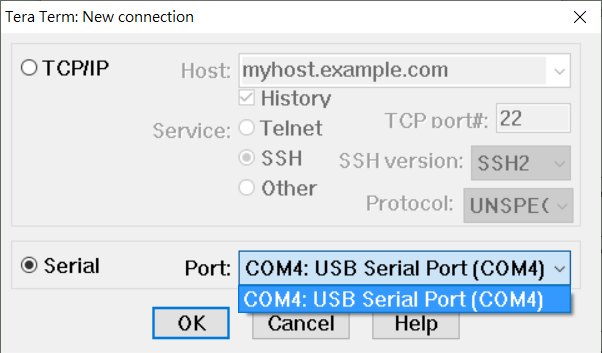 Tera Term: New connection
TCP/IP
Host: myhost.example.com
History
Service: Telnet
TCP port#: 22
SSH
SSH version: SSH2
Other
Protocol: UNSPEC
Serial
Port: COM4: USB Serial Port (COM4)
COM4: USB Serial Port (COM4)
OK
Cancel
Help